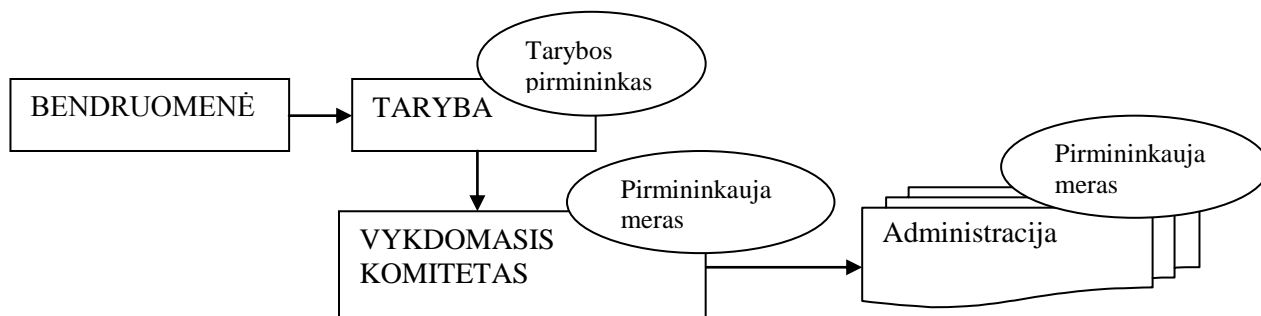 BENDRUOMENĖ
TARYBA
Tarybos
pirmininkas
VYKDOMASIS
KOMITETAS
Pirmininkauja
meras
Administracija
Pirmininkauja
meras